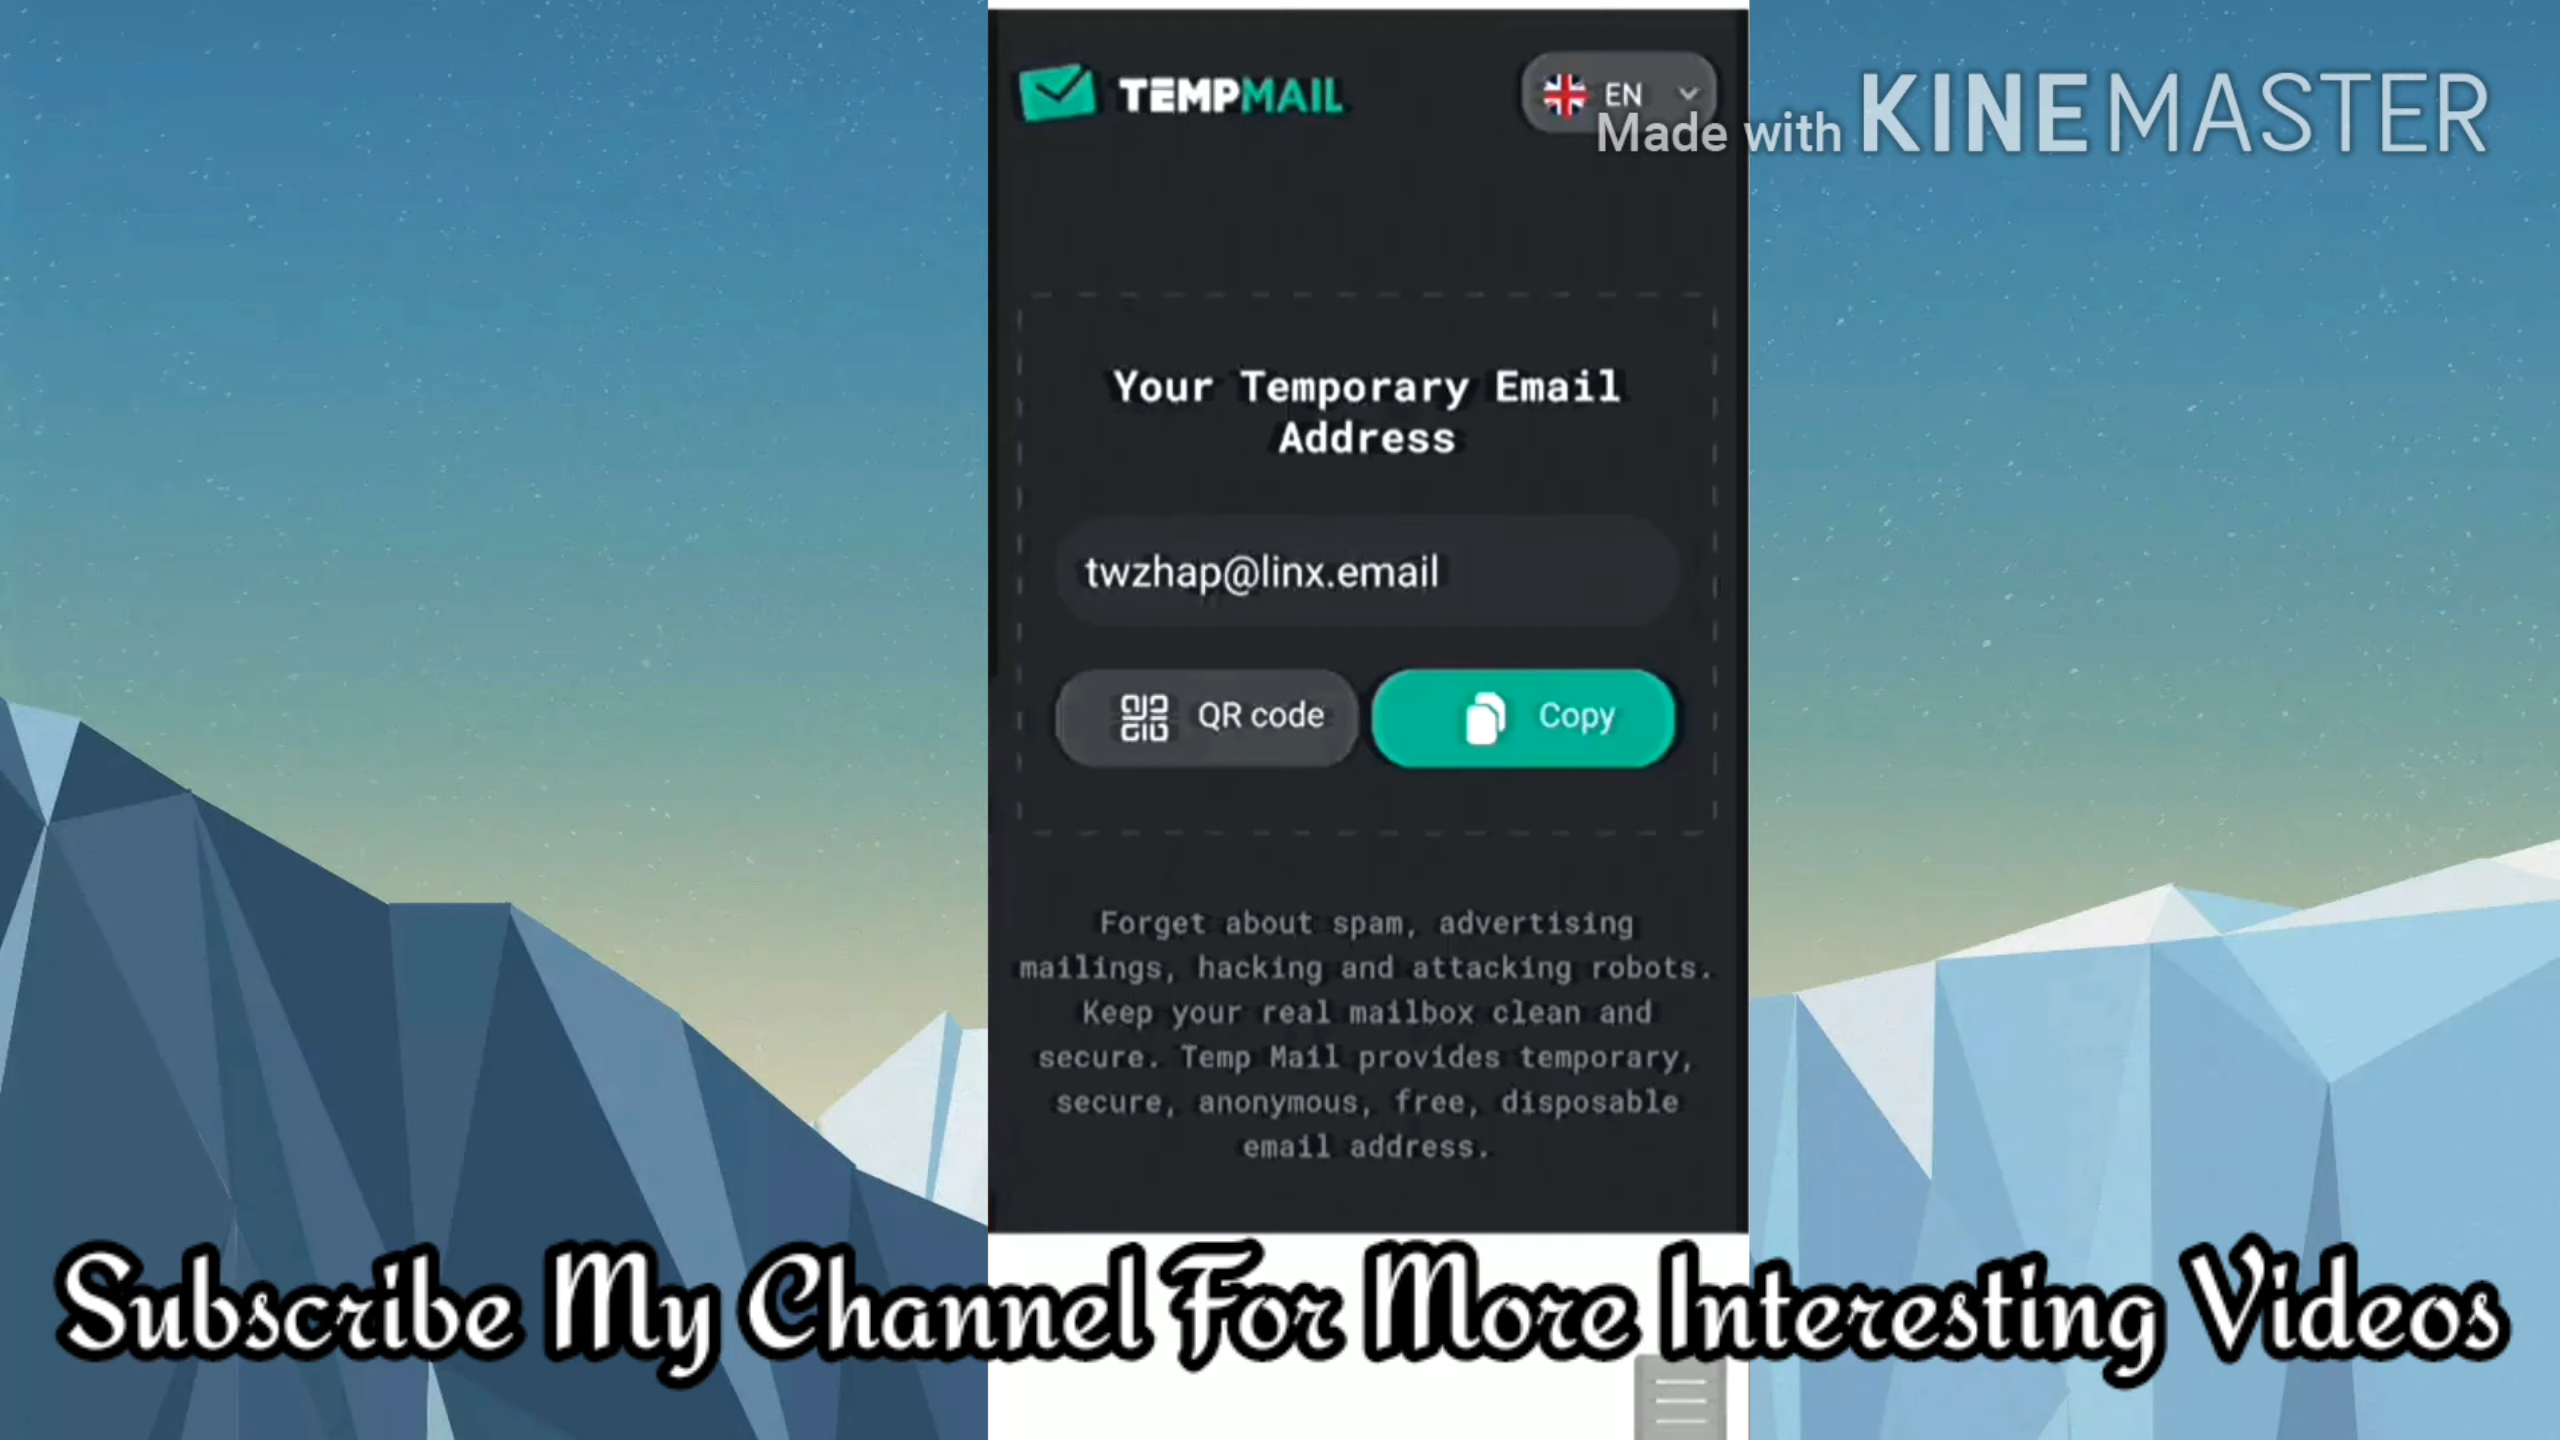 TEMPMAIL
EN
Made with KINEMASTER
Your Temporary Email
Address
twzhap@linx.email
QR code
Copy
Forget about spam, advertising
mailings, hacking and attacking robots.
Keep your real mailbox clean and
secure. Temp Mail provides temporary,
secure, anonymous, free, disposable
email address.
Subscribe My Channel For More Interesting Videos